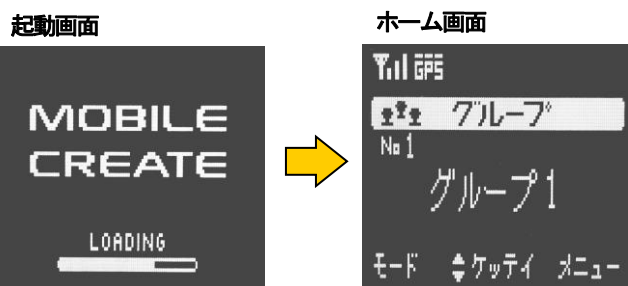 起動画面
MOBILE
CREATE
LOADING
ホーム画面
GPS
グループ
No1
グループ1
モード ケッテイ メニュー